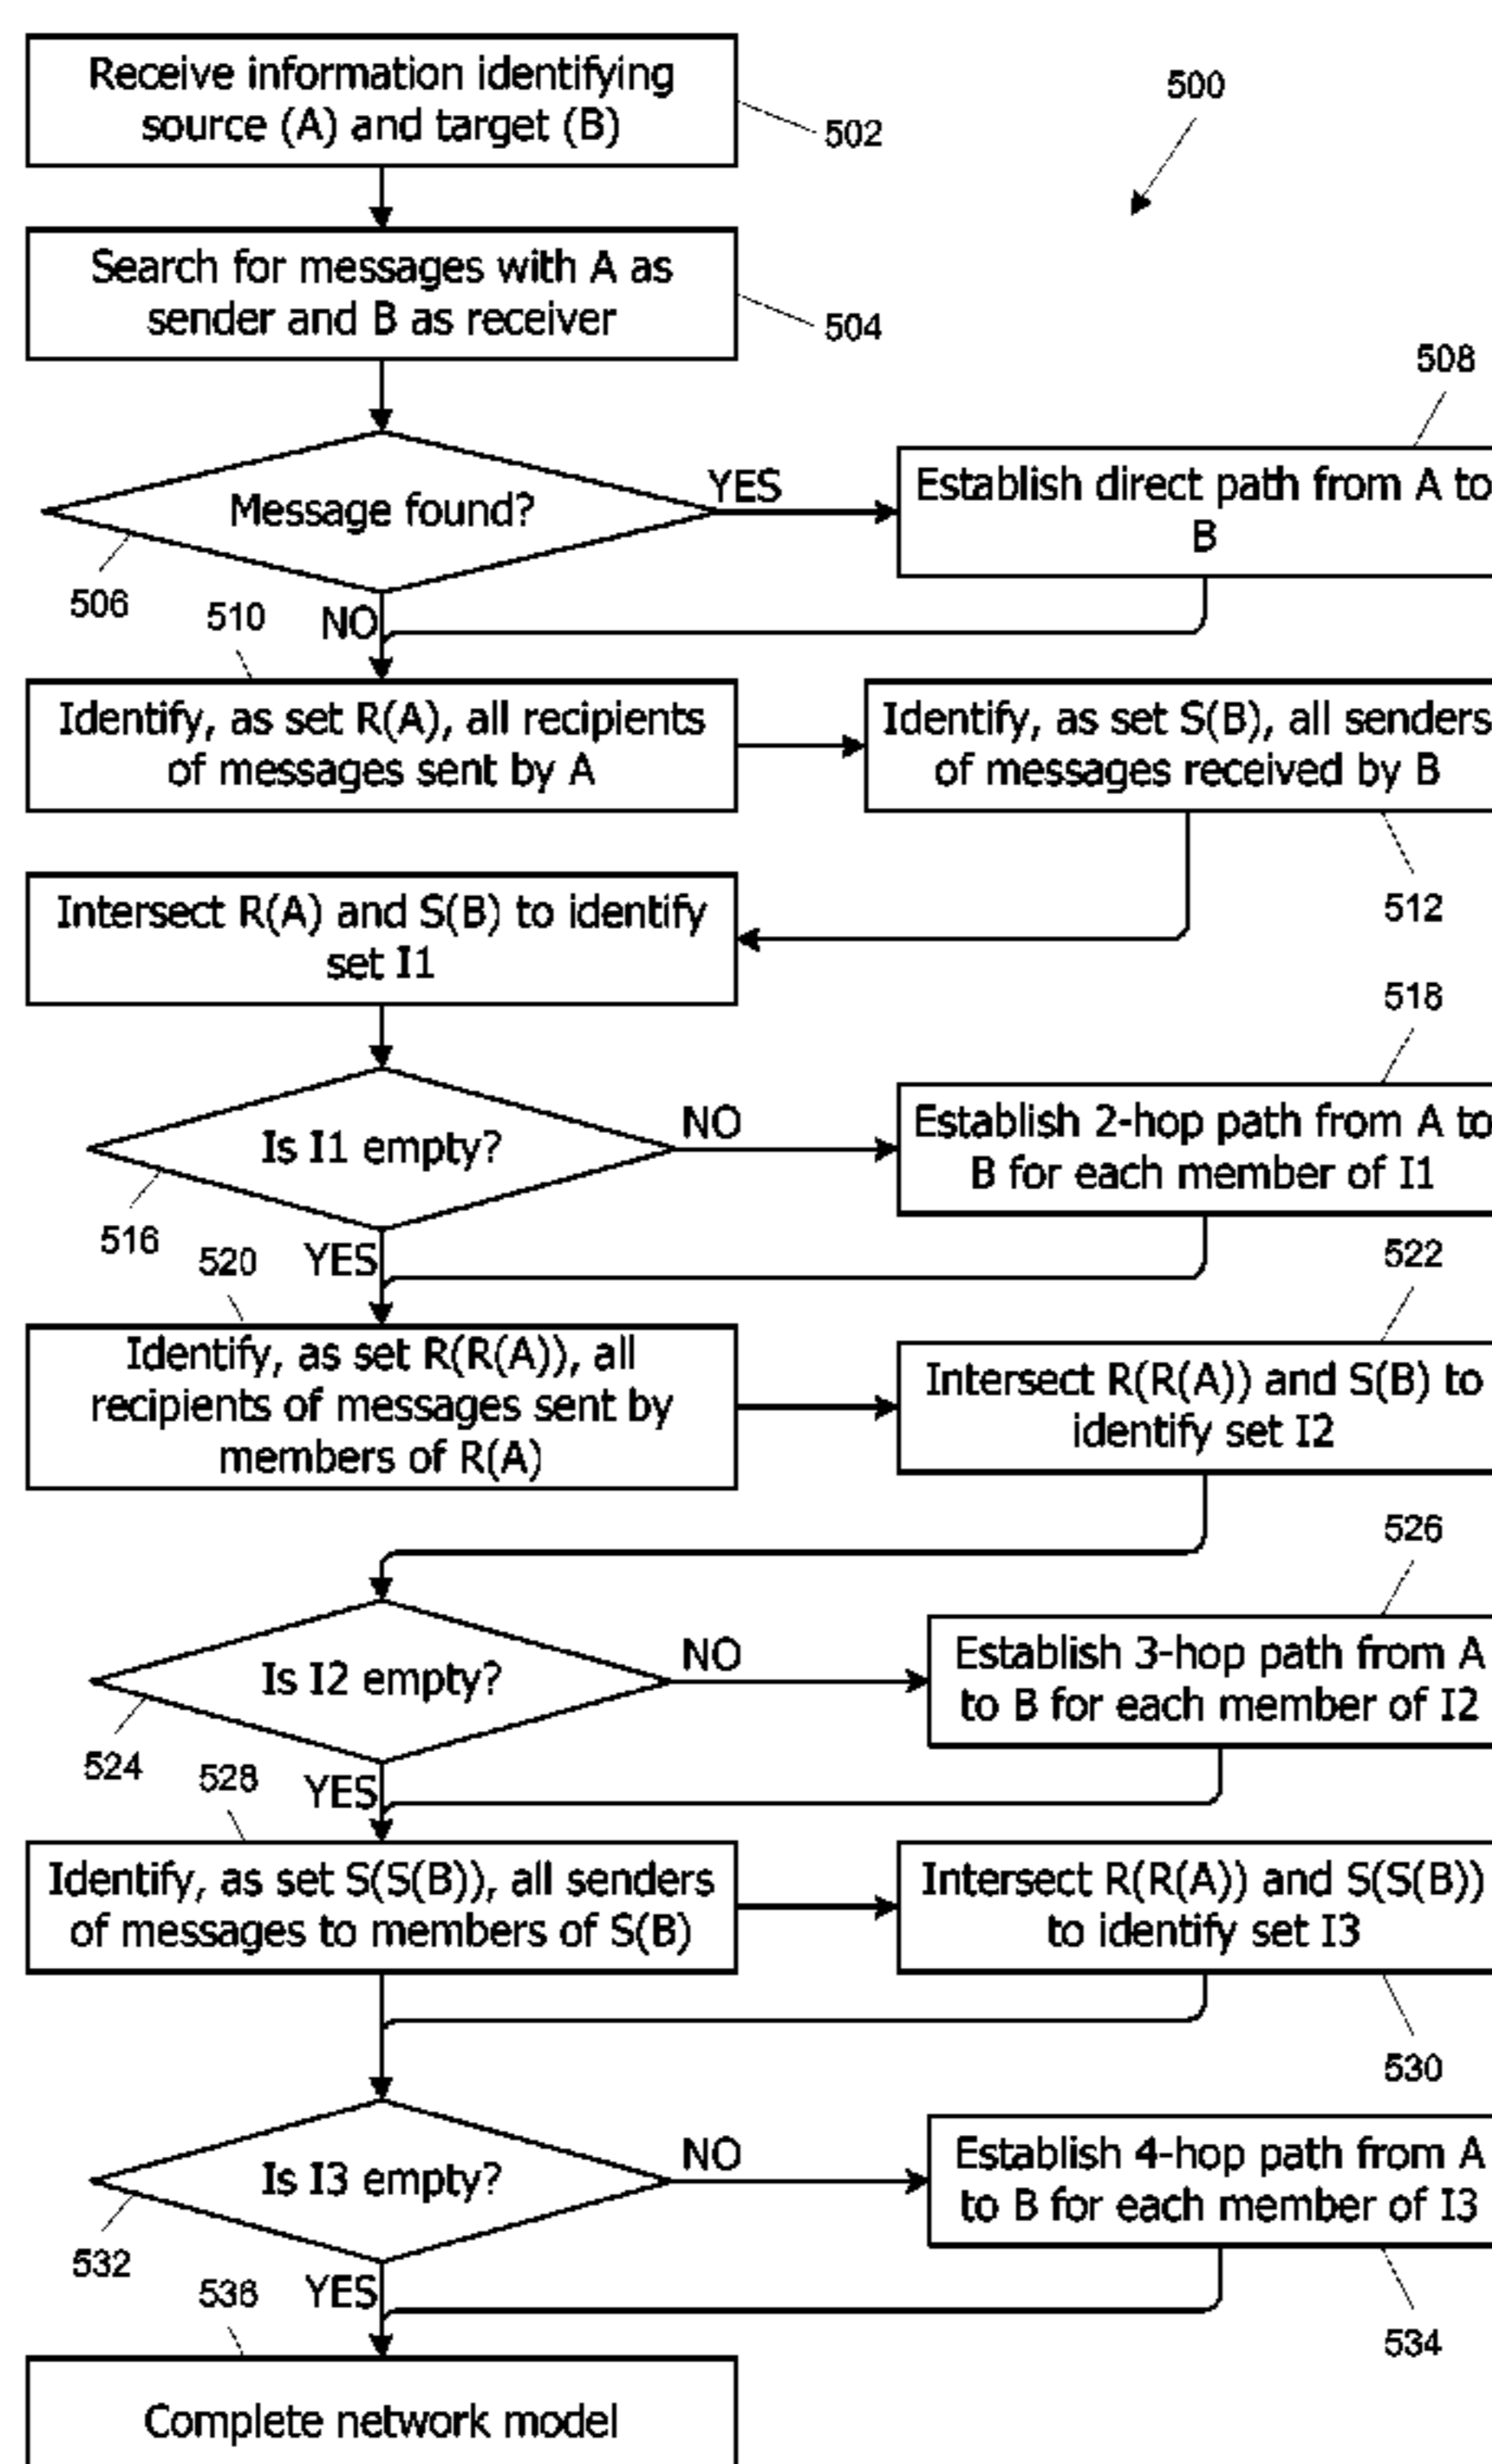 Receive information identifying
source (A) and target (B)
502
500
Search for messages with A as
sender and B as receiver
504
Message found?
506
YES
NO
508
Establish direct path from A to
B
510
Identify, as set R(A), all recipients
of messages sent by A
Identify, as set S(B), all senders
of messages received by B
512
Intersect R(A) and S(B) to identify
set I1
Is I1 empty?
516
NO
YES
518
Establish 2-hop path from A to
B for each member of I1
520
Identify, as set R(R(A)), all
recipients of messages sent by
members of R(A)
522
Intersect R(R(A)) and S(B) to
identify set I2
Is I2 empty?
524
NO
YES
526
Establish 3-hop path from A
to B for each member of I2
528
Identify, as set S(S(B)), all senders
of messages to members of S(B)
Intersect R(R(A)) and S(S(B))
to identify set I3
530
Is I3 empty?
532
NO
YES
Establish 4-hop path from A
to B for each member of I3
534
536
Complete network model